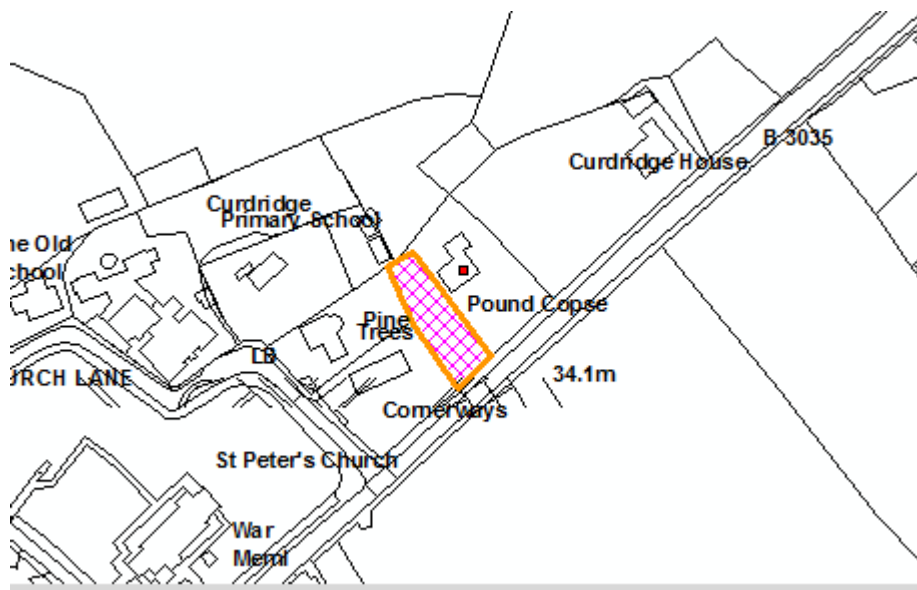 B 3035
Curdridge House
Curdridge
Primary School
he Old
chool
Pound Copse
Pine
Trees
LB
URCH LANE
34.1m
Cornerways
St Peter's Church
War
Meml